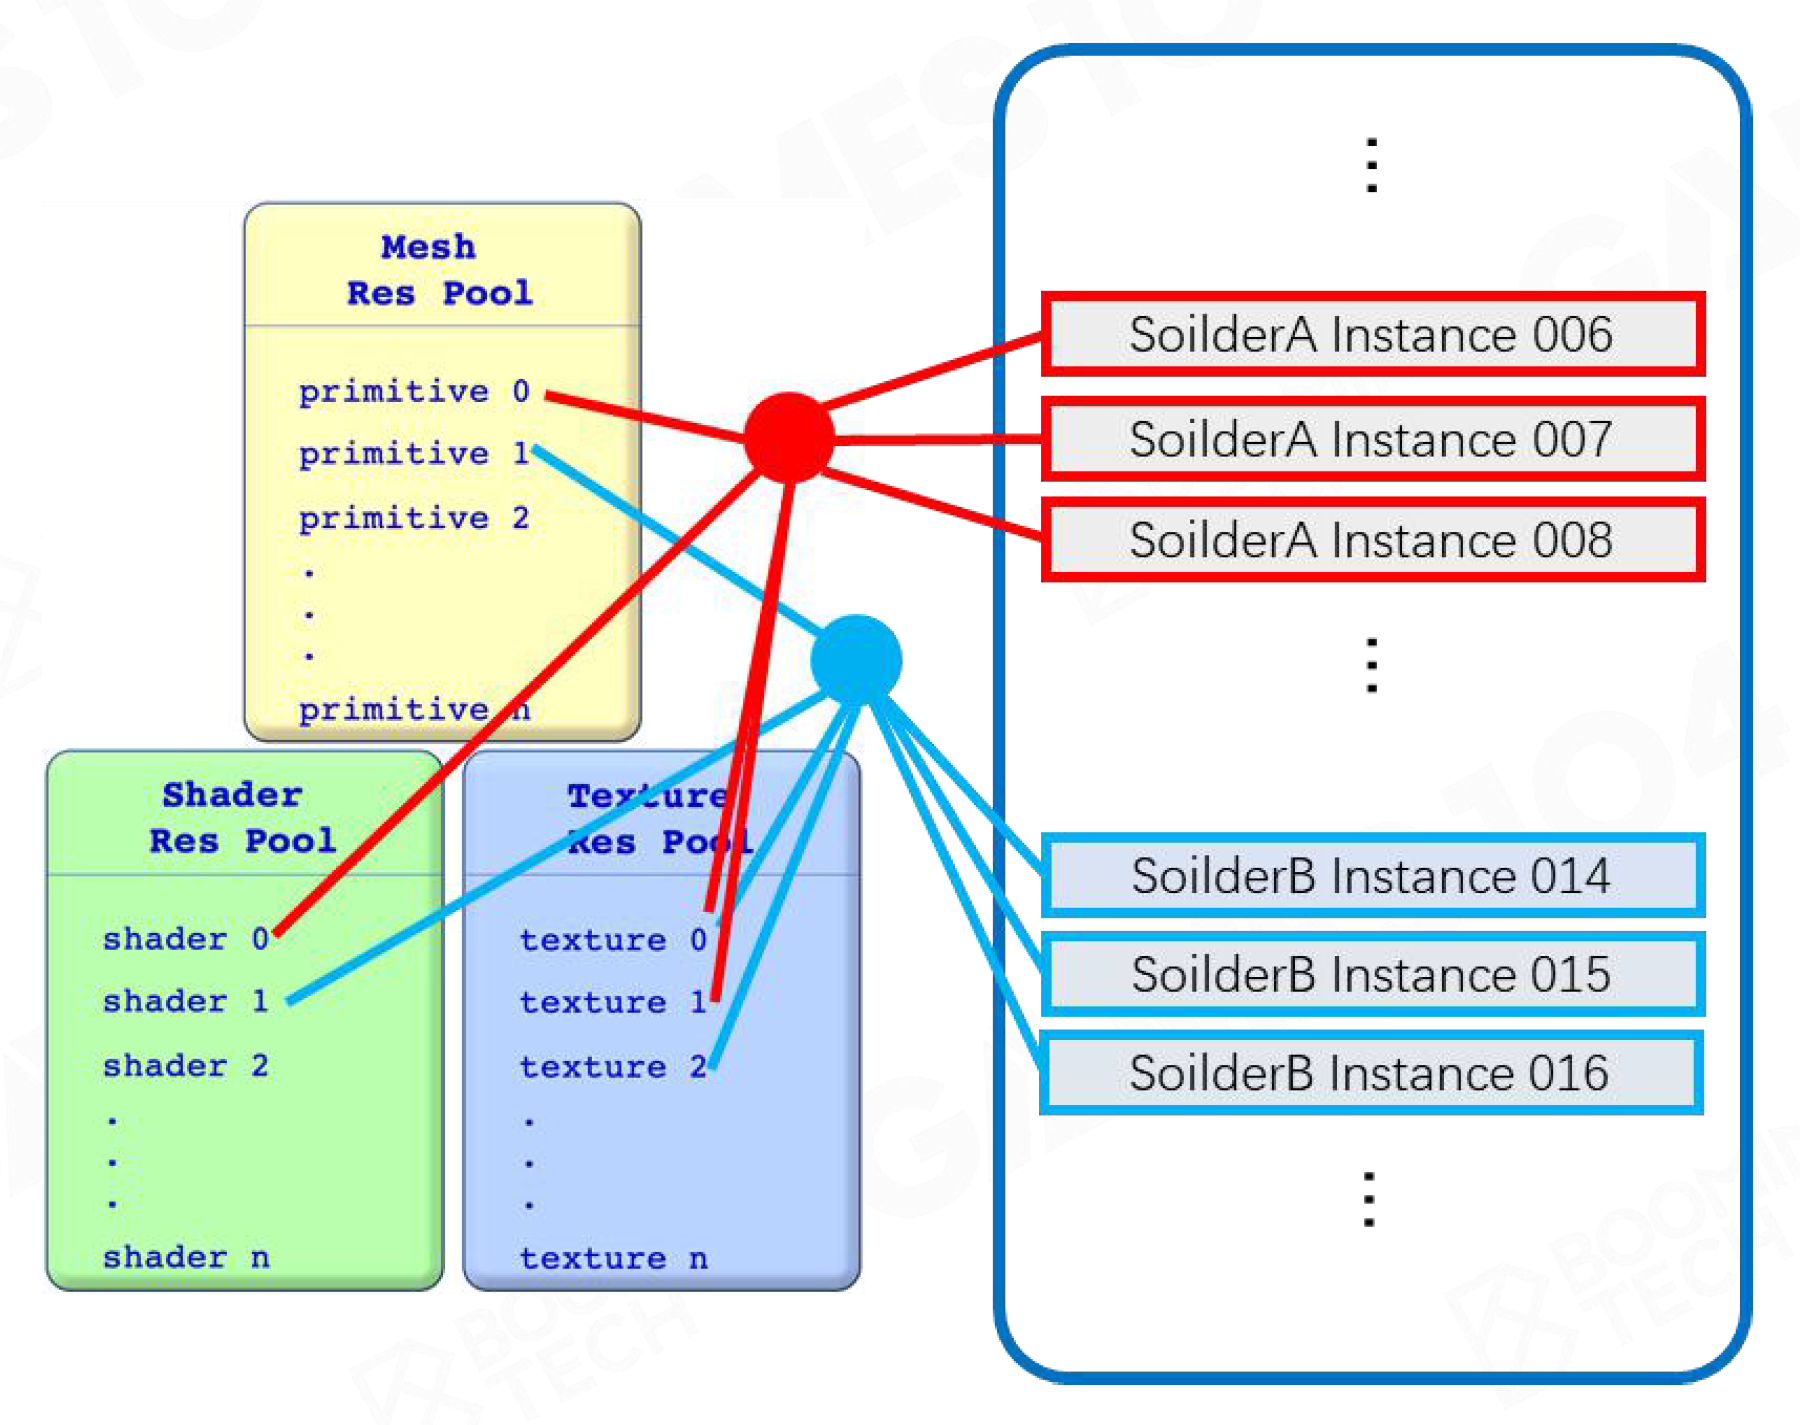 Mesh
Res Pool
primitive 0
primitive 1
primitive 2
.
.
.
primitive n
Shader
Res Pool
shader 0
shader 1
shader 2
.
.
.
shader n
Texture
Res Pool
texture 0
texture 1
texture 2
.
.
.
texture n
⋮
SoilderA Instance 006
SoilderA Instance 007
SoilderA Instance 008
⋮
SoilderB Instance 014
SoilderB Instance 015
SoilderB Instance 016
⋮